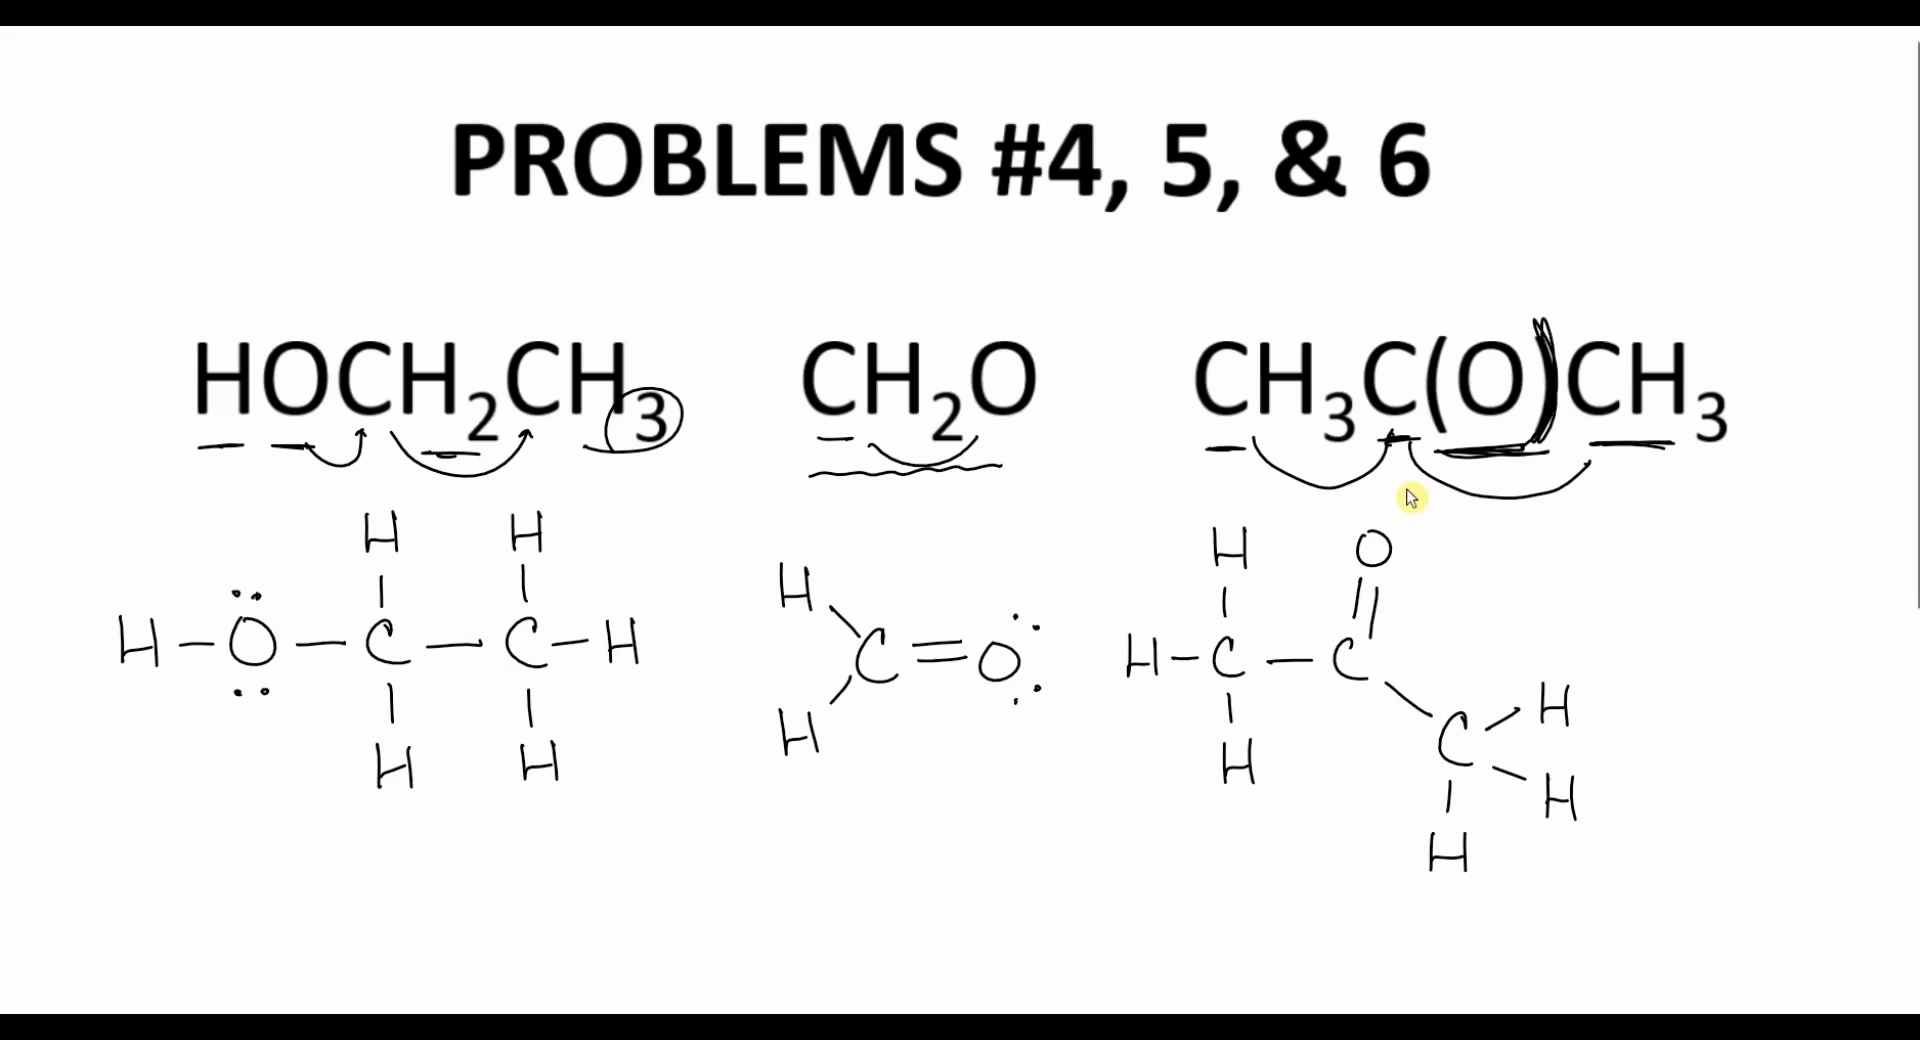 PROBLEMS #4, 5, & 6
HOCH₂CH₃ CH₂O CH₃C(O)CH₃
H H H O
H
H–O–C–C–H C=O H–C–C
H H
H H H H C
H
H